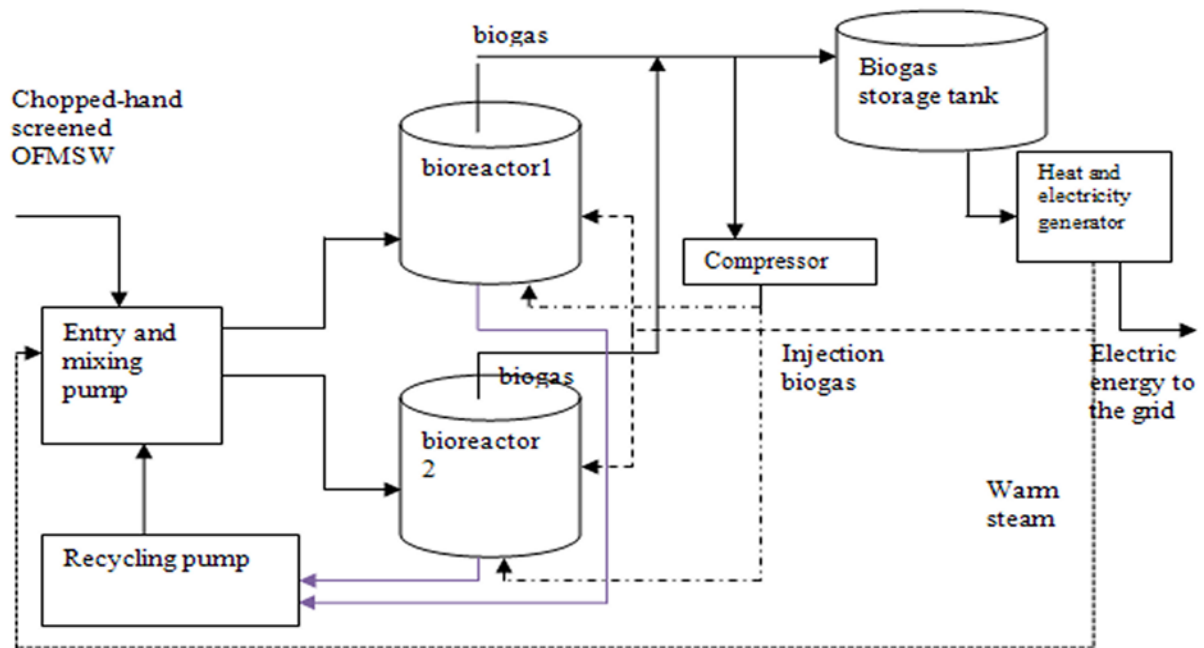 biogas
Biogas
storage tank
Chopped-hand
screened
OFMSW
bioreactor1
Heat and
electricity
generator
Compressor
Entry and
mixing
pump
Injection
biogas
Electric
energy to
the grid
biogas
bioreactor
2
Warm
steam
Recycling pump